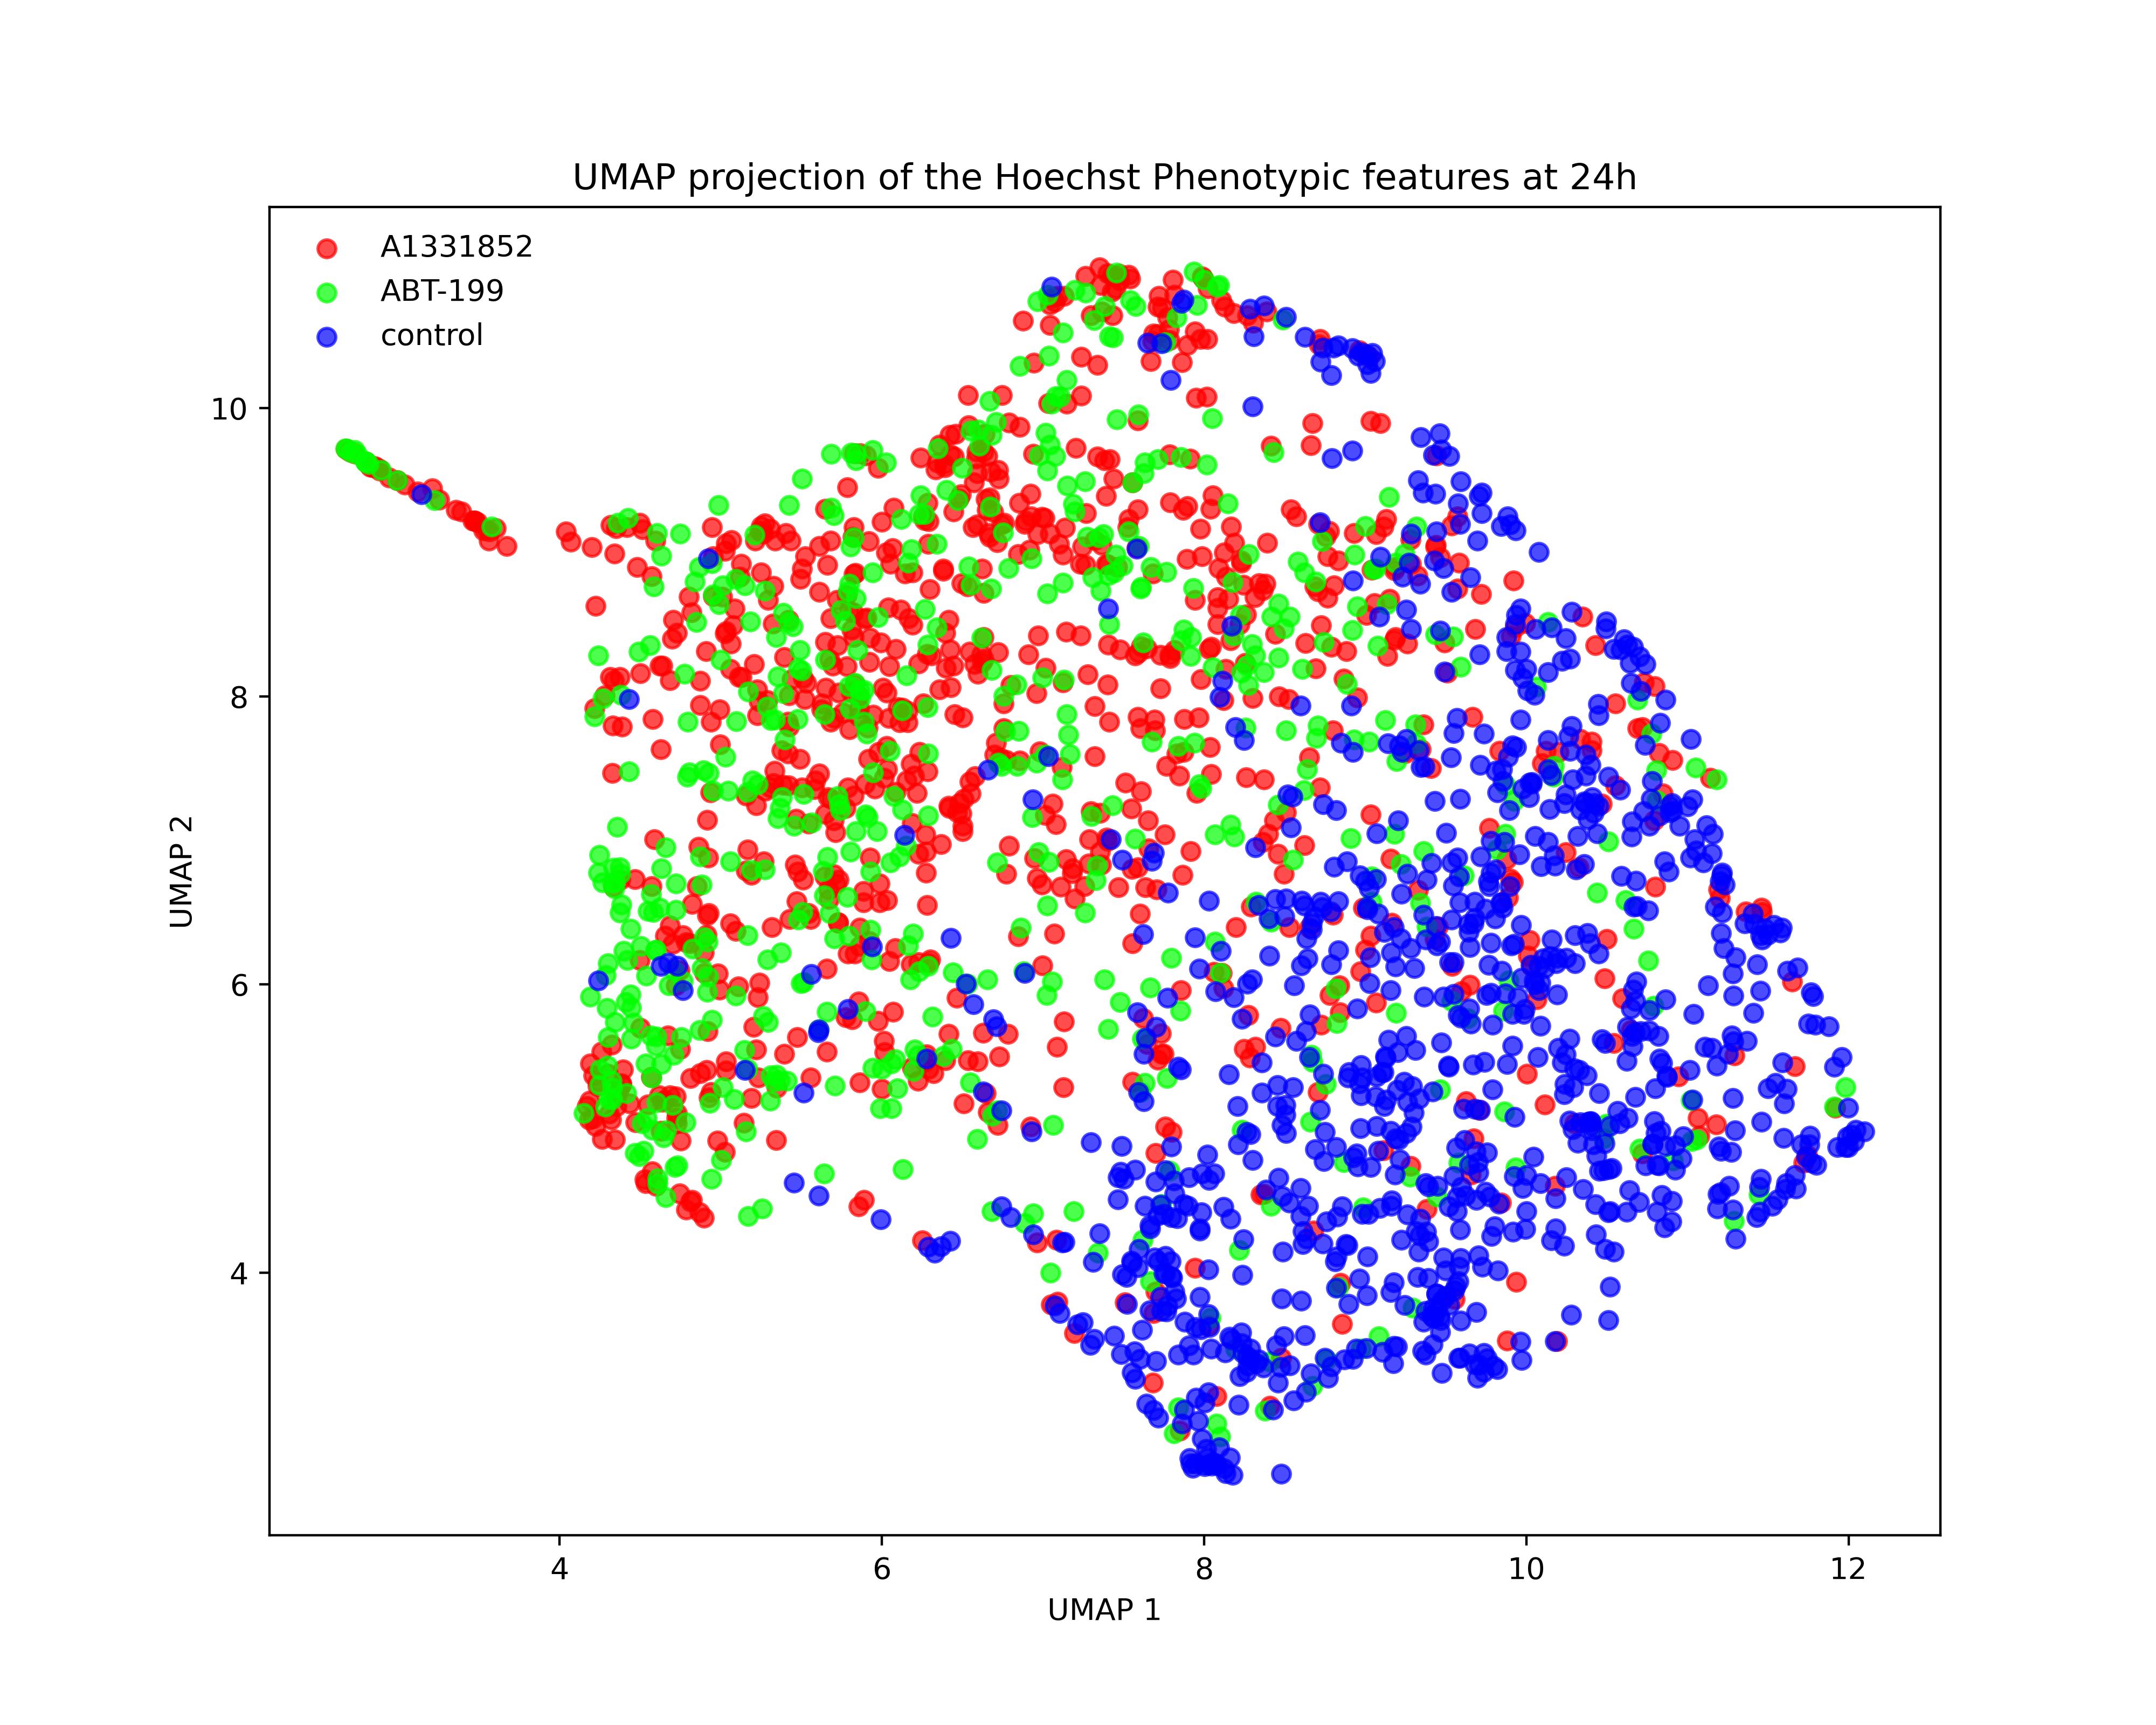 UMAP projection of the Hoechst Phenotypic features at 24h
A1331852
ABT-199
control
10
8
6
4
UMAP 2
4 6 8 10 12
UMAP 1